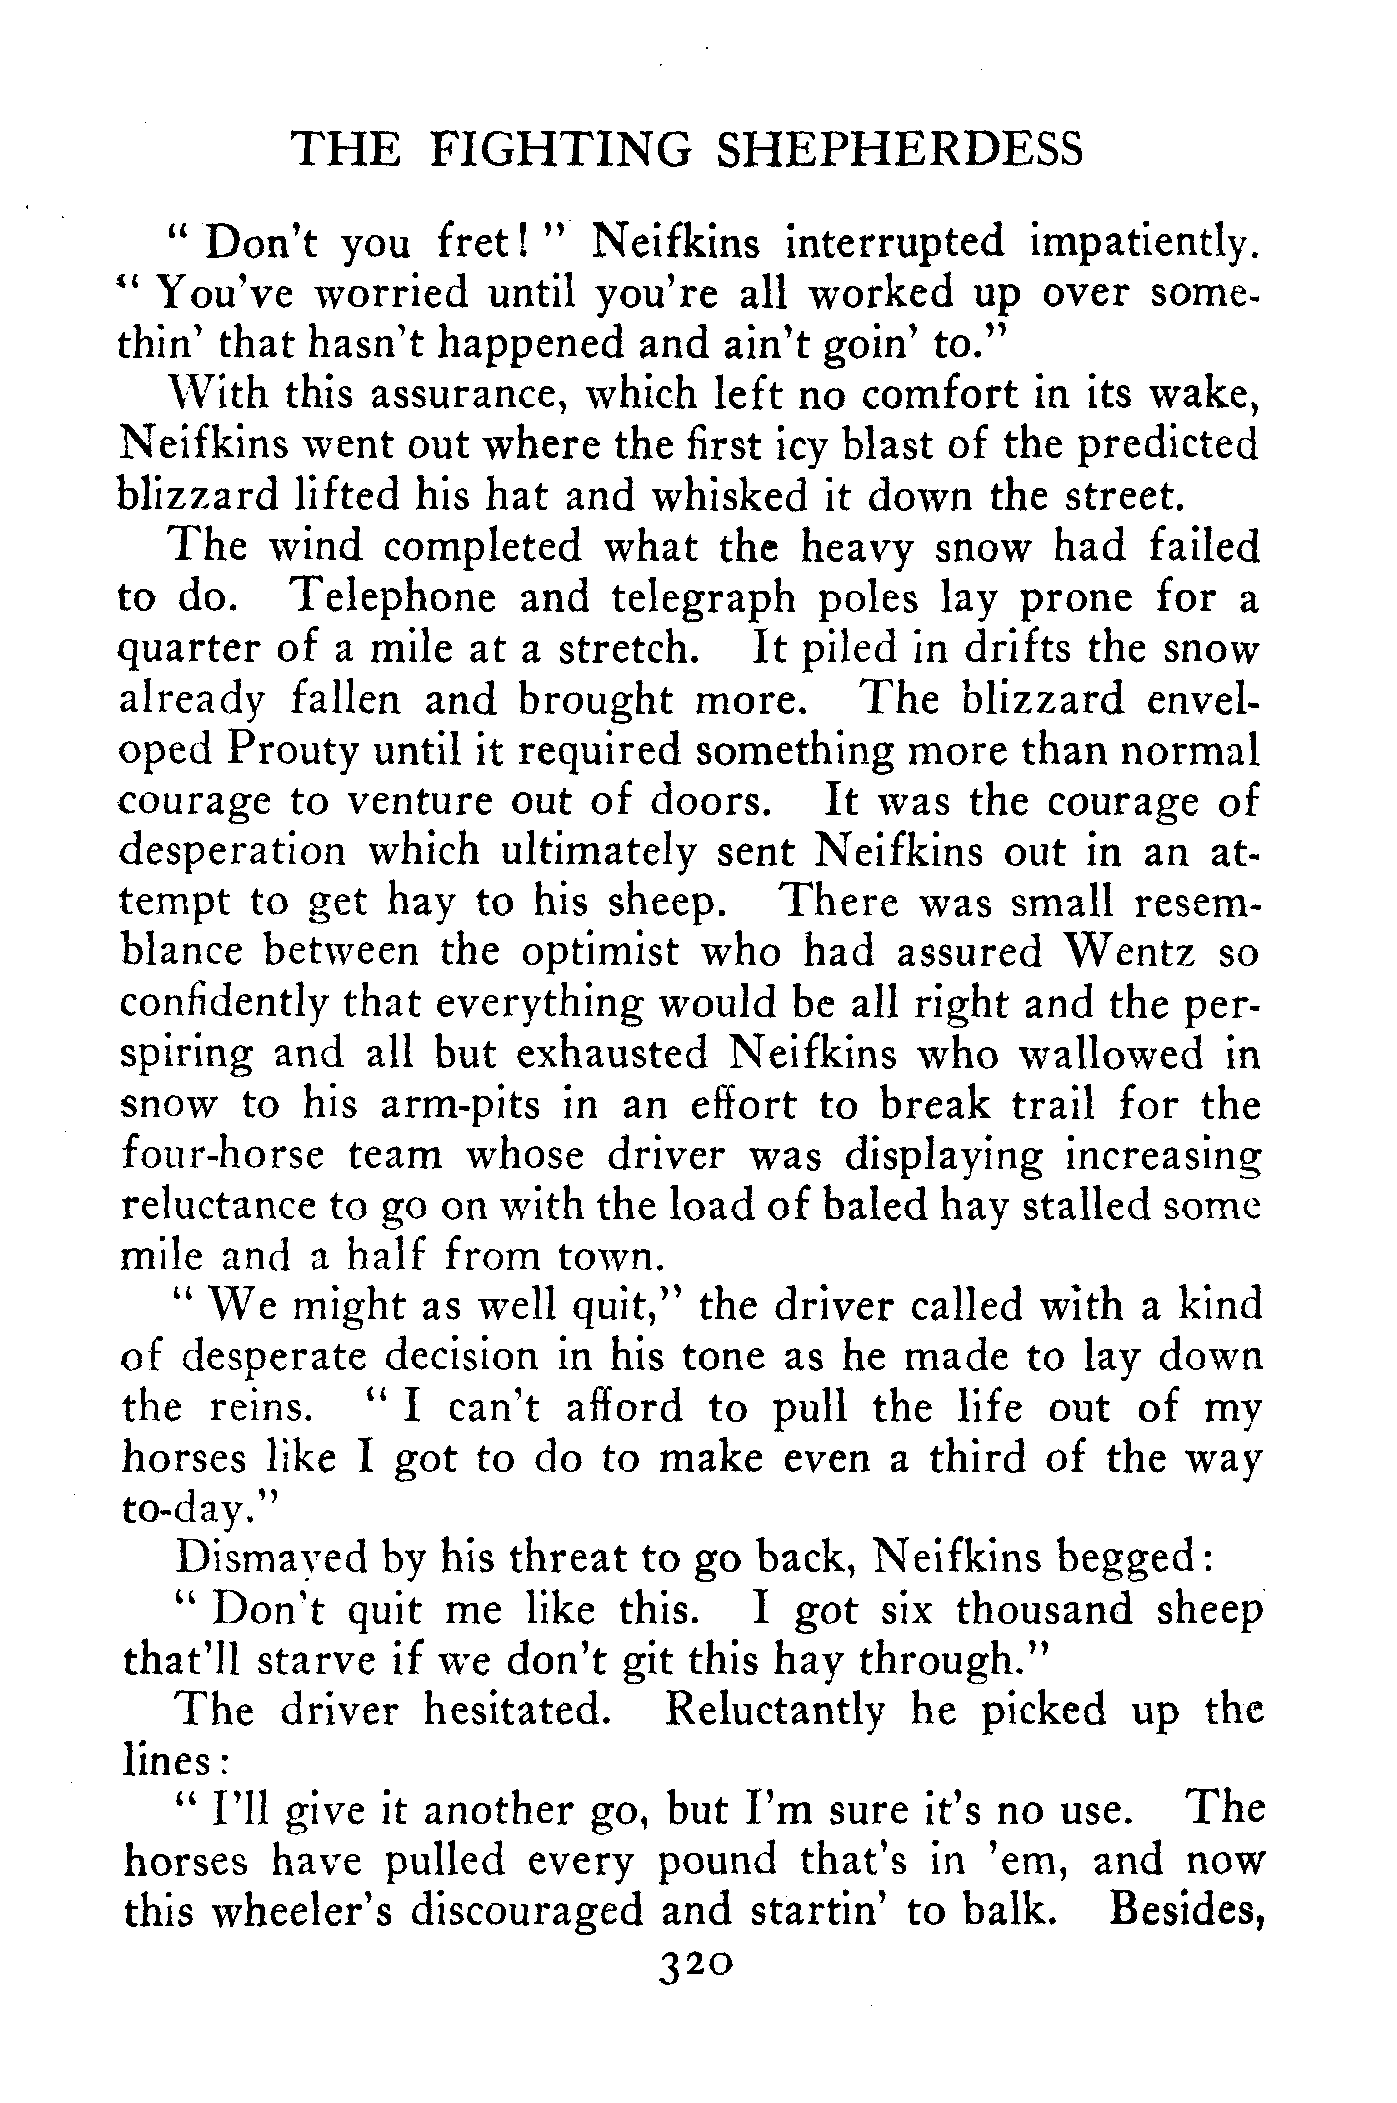 THE FIGHTING SHEPHERDESS
" Don't you fret! " Neifkins interrupted impatiently.
" You've worried until you're all worked up over some-
thin' that hasn't happened and ain't goin' to."
With this assurance, which left no comfort in its wake,
Neifkins went out where the first icy blast of the predicted
blizzard lifted his hat and whisked it down the street.
The wind completed what the heavy snow had failed
to do. Telephone and telegraph poles lay prone for a
quarter of a mile at a stretch. It piled in drifts the snow
already fallen and brought more. The blizzard envel-
oped Prouty until it required something more than normal
courage to venture out of doors. It was the courage of
desperation which ultimately sent Neifkins out in an at-
tempt to get hay to his sheep. There was small resem-
blance between the optimist who had assured Wentz so
confidently that everything would be all right and the per-
spiring and all but exhausted Neifkins who wallowed in
snow to his arm-pits in an effort to break trail for the
four-horse team whose driver was displaying increasing
reluctance to go on with the load of baled hay stalled some
mile and a half from town.
" We might as well quit," the driver called with a kind
of desperate decision in his tone as he made to lay down
the reins. " I can't afford to pull the life out of my
horses like I got to do to make even a third of the way
to-day."
Dismayed by his threat to go back, Neifkins begged:
" Don't quit me like this. I got six thousand sheep
that'll starve if we don't git this hay through."
The driver hesitated. Reluctantly he picked up the
lines:
" I'll give it another go, but I'm sure it's no use. The
horses have pulled every pound that's in 'em, and now
this wheeler's discouraged and startin' to balk. Besides,
320